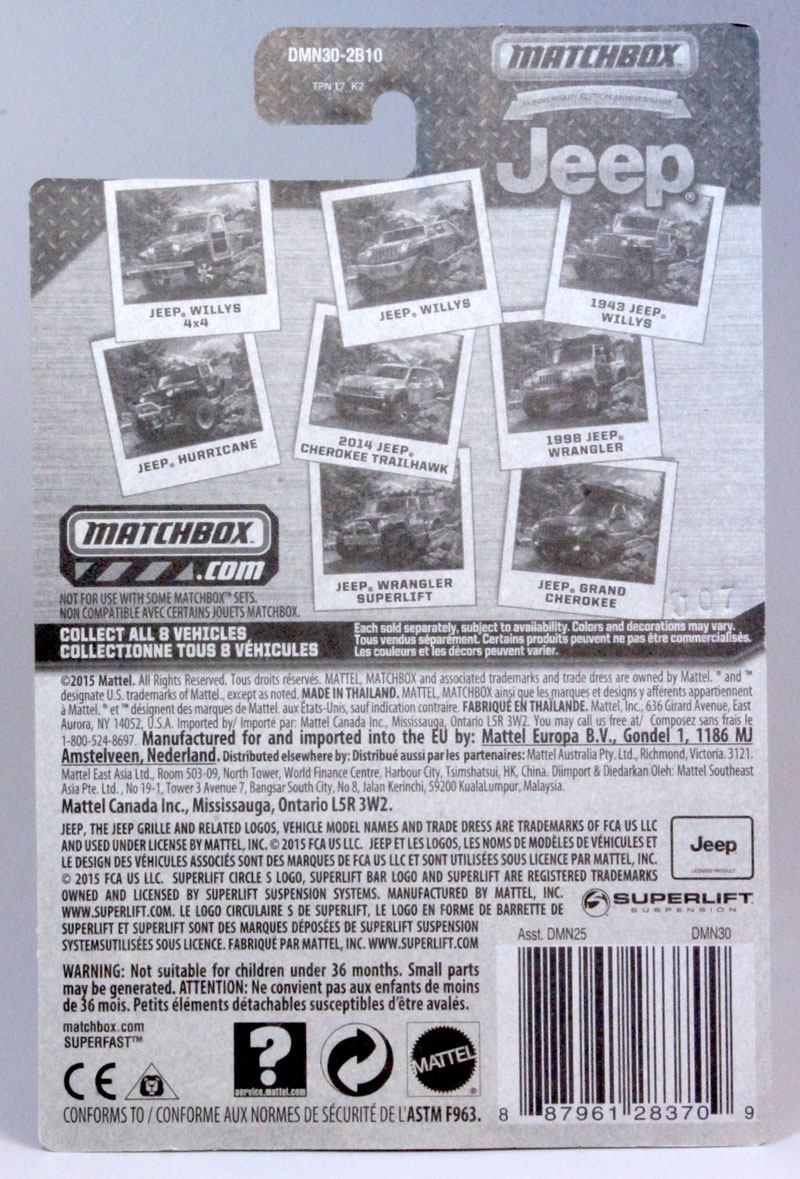 DMN30-2B10
TPN 17 K7
MATCHBOX
ANNIVERSARY EDITION ANNIVERSAIRE
Jeep®
JEEP® WILLYS
4x4
JEEP® WILLYS
1943 JEEP®
WILLYS
JEEP® HURRICANE
2014 JEEP®
CHEROKEE TRAILHAWK
1998 JEEP®
WRANGLER
JEEP® WRANGLER
SUPERLIFT
JEEP® GRAND
CHEROKEE
MATCHBOX
.COM
J07
NOT FOR USE WITH SOME MATCHBOX™ SETS.
NON COMPATIBLE AVEC CERTAINS JOUETS MATCHBOX.
COLLECT ALL 8 VEHICLES
COLLECTIONNE TOUS 8 VÉHICULES
Each sold separately, subject to availability. Colors and decorations may vary.
Tous vendus séparément. Certains produits peuvent ne pas être commercialisés.
Les couleurs et les décors peuvent varier.
©2015 Mattel. All Rights Reserved. Tous droits réservés. MATTEL, MATCHBOX and associated trademarks and trade dress are owned by Mattel. ® and ™
designate U.S. trademarks of Mattel., except as noted. MADE IN THAILAND. MATTEL, MATCHBOX ainsi que les marques et designs y afférents appartiennent
à Mattel. ® et ™ désignent des marques de Mattel. aux États-Unis, sauf indication contraire. FABRIQUÉ EN THAÏLANDE. Mattel, Inc., 636 Girard Avenue, East
Aurora, NY 14052, U.S.A. Imported by/ Importé par: Mattel Canada Inc., Mississauga, Ontario L5R 3W2. You may call us free at/ Composez sans frais le
1-800-524-8697. Manufactured for and imported into the EU by: Mattel Europa B.V., Gondel 1, 1186 MJ
Amstelveen, Nederland. Distributed elsewhere by: Distribué aussi par les partenaires: Mattel Australia Pty. Ltd., Richmond, Victoria. 3121.
Mattel East Asia Ltd., Room 503-09, North Tower, World Finance Centre, Harbour City, Tsimshatsui, HK, China. Diimport & Diedarkan Oleh: Mattel Southeast
Asia Pte. Ltd., No 19-1, Tower 3 Avenue 7, Bangsar South City, No 8, Jalan Kerinchi, 59200 KualaLumpur, Malaysia.
Mattel Canada Inc., Mississauga, Ontario L5R 3W2.
JEEP, THE JEEP GRILLE AND RELATED LOGOS, VEHICLE MODEL NAMES AND TRADE DRESS ARE TRADEMARKS OF FCA US LLC
AND USED UNDER LICENSE BY MATTEL, INC. © 2015 FCA US LLC. JEEP ET LES LOGOS, LES NOMS DE MODÈLES DE VÉHICULES ET
LE DESIGN DES VÉHICULES ASSOCIÉS SONT DES MARQUES DE FCA US LLC ET SONT UTILISÉES SOUS LICENCE PAR MATTEL, INC.
© 2015 FCA US LLC. SUPERLIFT CIRCLE S LOGO, SUPERLIFT BAR LOGO AND SUPERLIFT ARE REGISTERED TRADEMARKS
OWNED AND LICENSED BY SUPERLIFT SUSPENSION SYSTEMS. MANUFACTURED BY MATTEL, INC.
WWW.SUPERLIFT.COM. LE LOGO CIRCULAIRE S DE SUPERLIFT, LE LOGO EN FORME DE BARRETTE DE
SUPERLIFT ET SUPERLIFT SONT DES MARQUES DÉPOSÉES DE SUPERLIFT SUSPENSION
SYSTEMSUTILISÉES SOUS LICENCE. FABRIQUÉ PAR MATTEL, INC. WWW.SUPERLIFT.COM
Jeep
LICENSED PRODUCT
SUPERLIFT
SUSPENSION
Asst. DMN25 DMN30
WARNING: Not suitable for children under 36 months. Small parts
may be generated. ATTENTION: Ne convient pas aux enfants de moins
de 36 mois. Petits éléments détachables susceptibles d'être avalés.
matchbox.com
SUPERFAST™
CE
?
service.mattel.com
MATTEL®
CONFORMS TO / CONFORME AUX NORMES DE SÉCURITÉ DE L'ASTM F963.
8 87961 28370 9